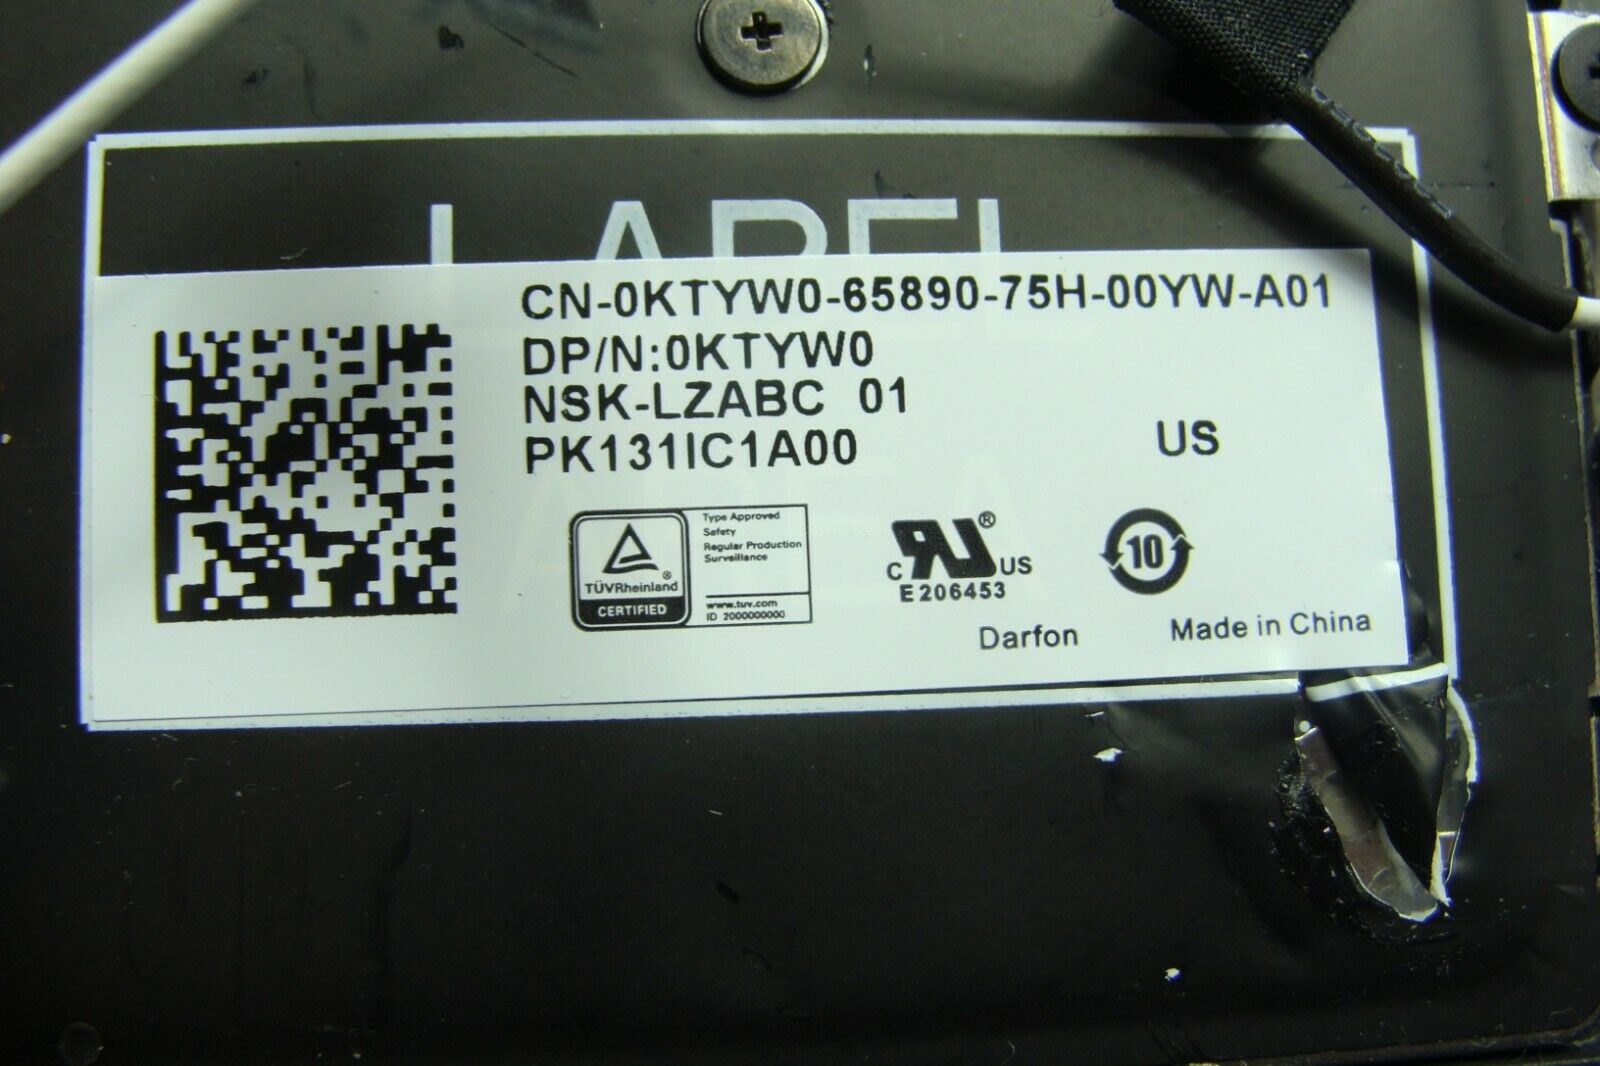 LABEL
CN-0KTYW0-65890-75H-00YW-A01
DP/N:0KTYW0
NSK-LZABC 01
PK131IC1A00
US
Type Approved
Safety
Regular Production
Surveillance
TÜVRheinland ®
CERTIFIED
www.tuv.com
ID 2000000000
®
C US
E206453
10
Darfon
Made in China